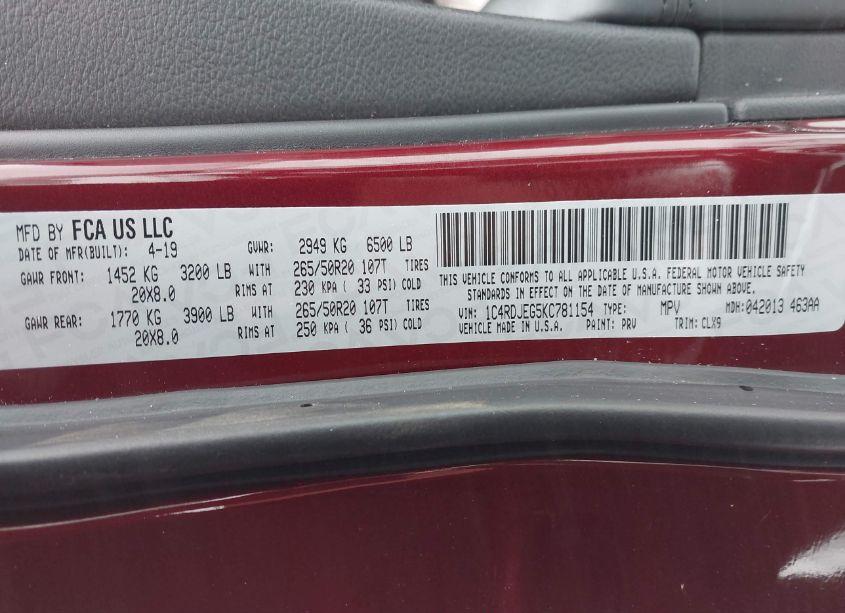 MFD BY FCA US LLC
DATE OF MFR(BUILT): 4-19 GVWR: 2949 KG 6500 LB
GAWR FRONT: 1452 KG 3200 LB WITH 265/50R20 107T TIRES
20X8.0 RIMS AT 230 KPA ( 33 PSI) COLD
GAWR REAR: 1770 KG 3900 LB WITH 265/50R20 107T TIRES
20X8.0 RIMS AT 250 KPA ( 36 PSI) COLD
THIS VEHICLE CONFORMS TO ALL APPLICABLE U.S.A. FEDERAL MOTOR VEHICLE SAFETY
STANDARDS IN EFFECT ON THE DATE OF MANUFACTURE SHOWN ABOVE.
VIN: 1C4RDJEG5KC781154 TYPE: MPV MDH:042013 463AA
VEHICLE MADE IN U.S.A. PAINT: PRV TRIM: CLX9